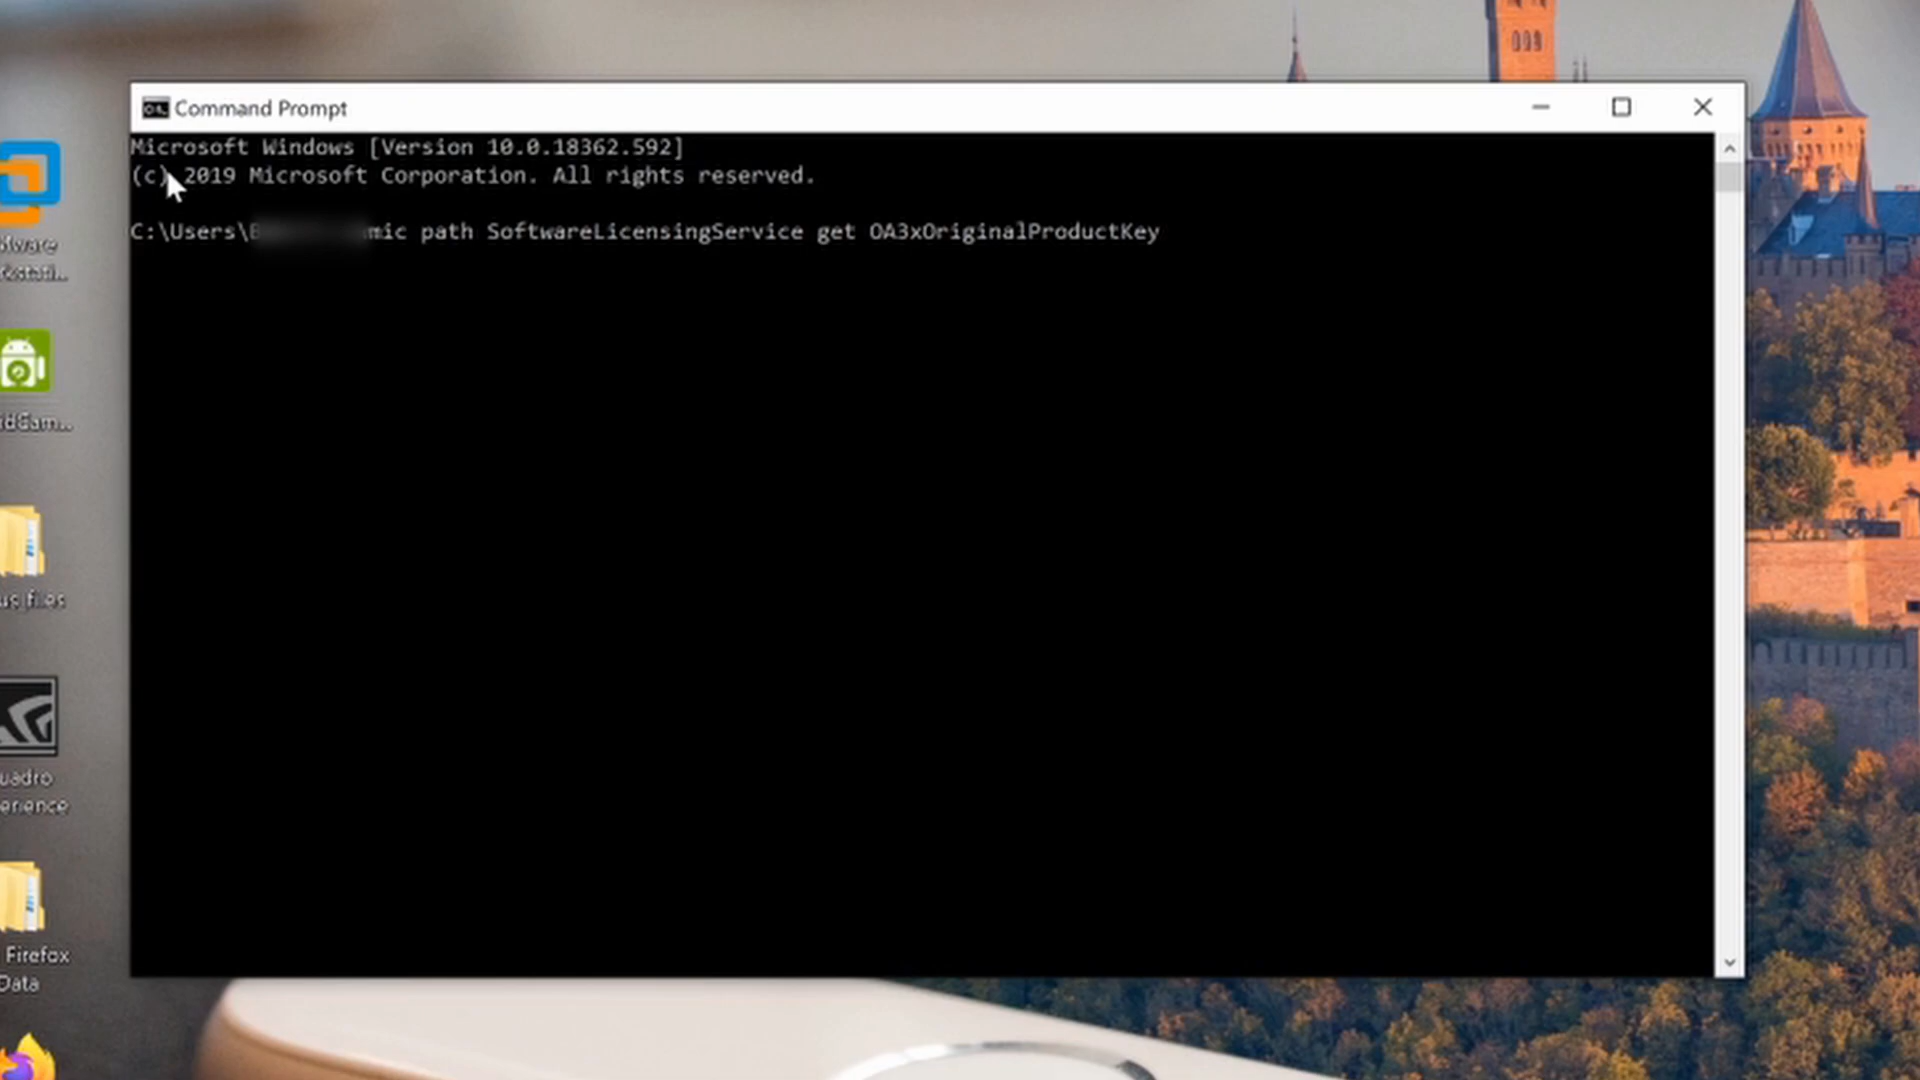 Command Prompt
Microsoft Windows [Version 10.0.18362.592]
(c) 2019 Microsoft Corporation. All rights reserved.
C:\Users\ mic path SoftwareLicensingService get OA3xOriginalProductKey
Firefox
Data